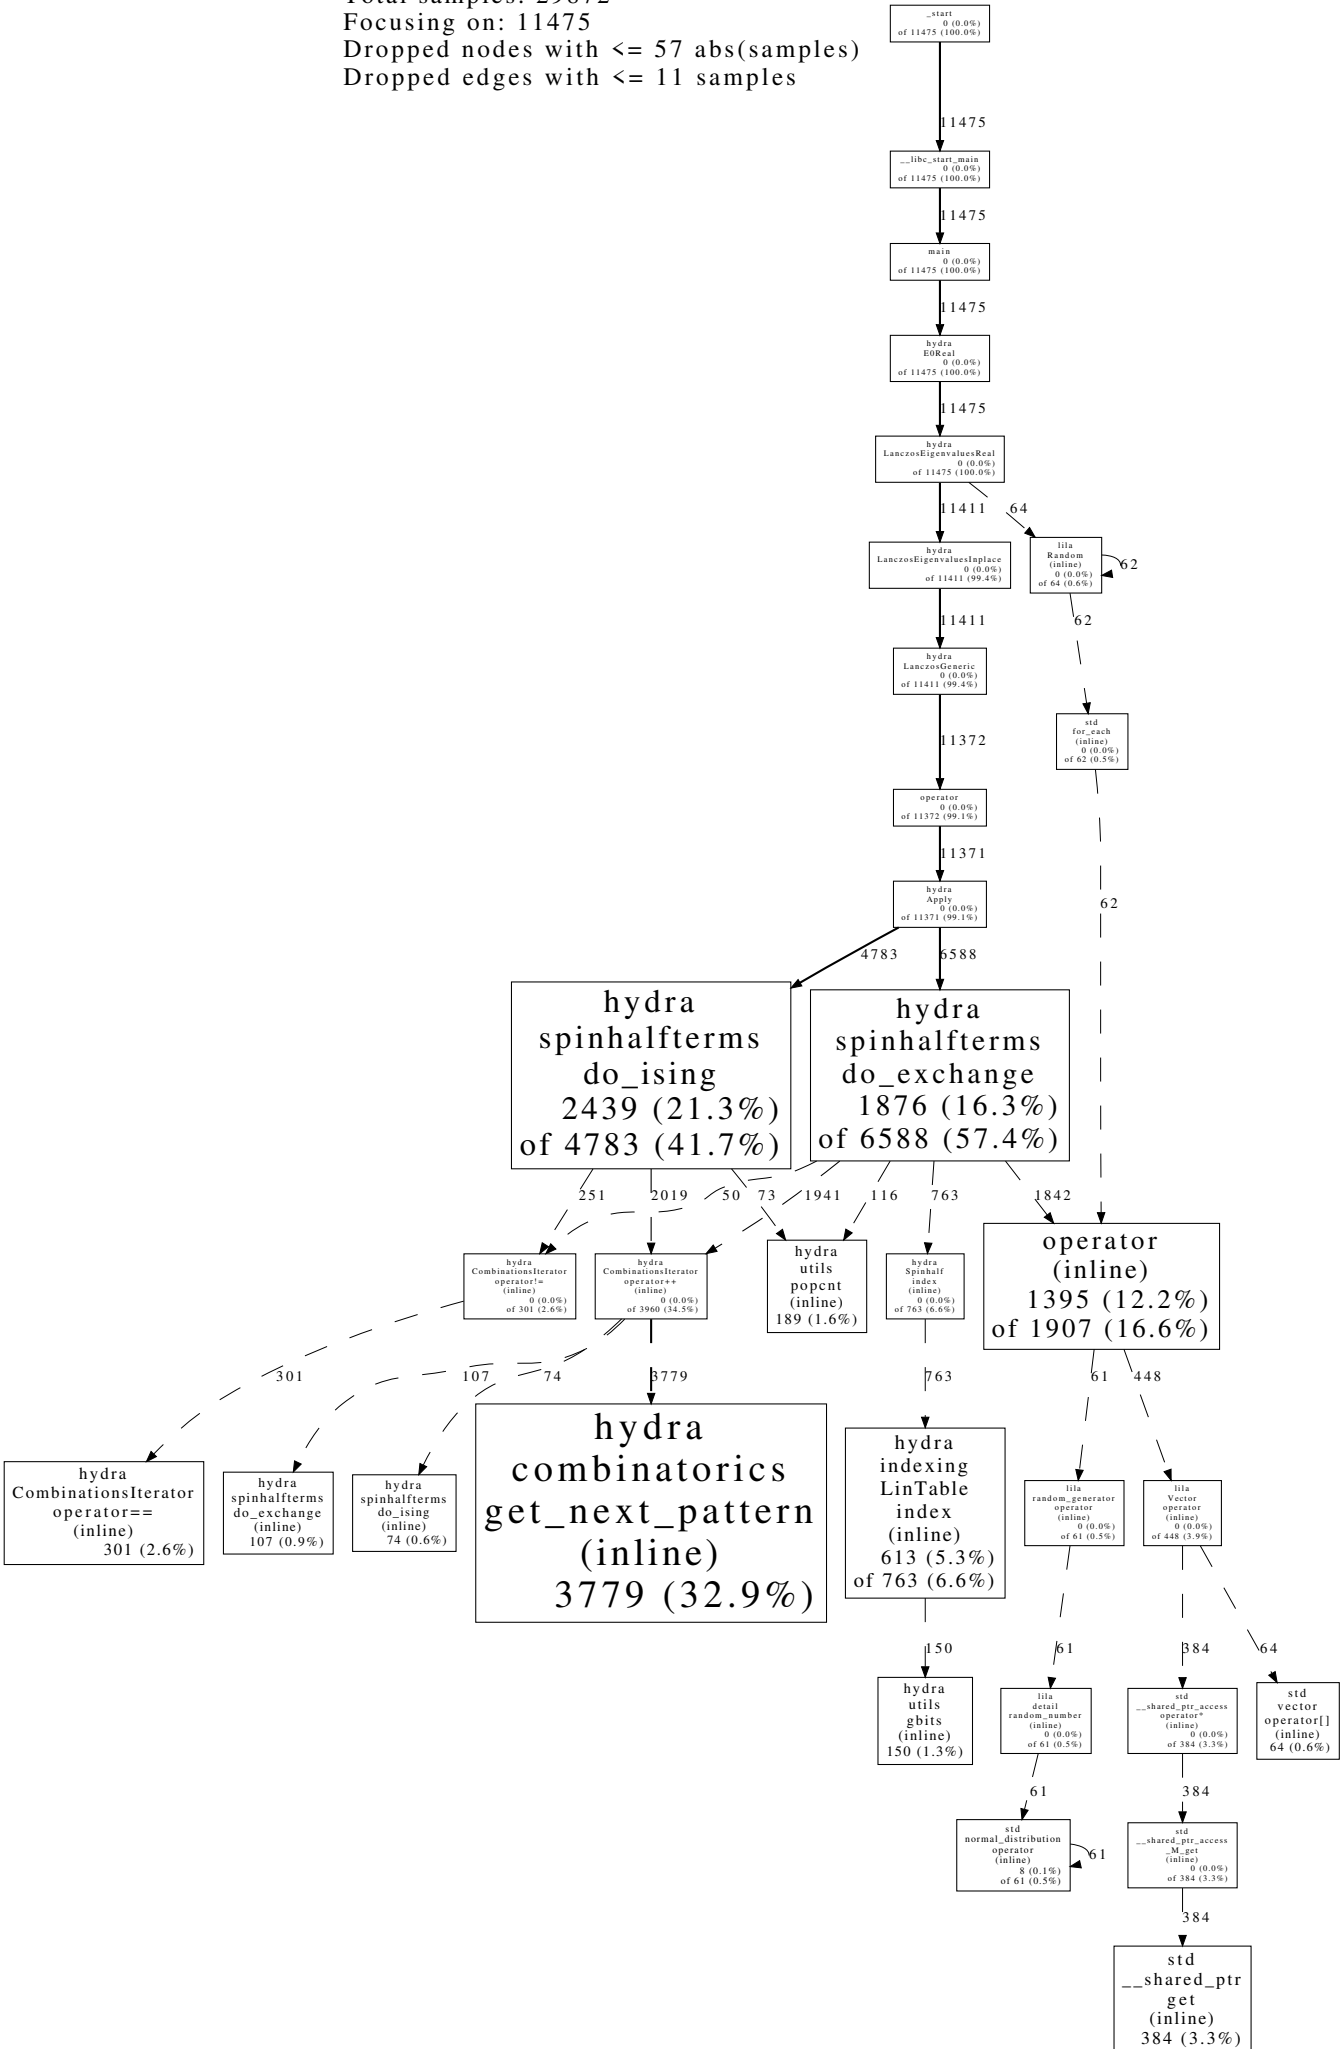 Total samples: 29872
Focusing on: 11475
Dropped nodes with <= 57 abs(samples)
Dropped edges with <= 11 samples
_start
0 (0.0%)
of 11475 (100.0%)
11475
__libc_start_main
0 (0.0%)
of 11475 (100.0%)
11475
main
0 (0.0%)
of 11475 (100.0%)
11475
hydra
E0Real
0 (0.0%)
of 11475 (100.0%)
11475
hydra
LanczosEigenvaluesReal
0 (0.0%)
of 11475 (100.0%)
11411
64
hydra
LanczosEigenvaluesInplace
0 (0.0%)
of 11411 (99.4%)
lila
Random
(inline)
0 (0.0%)
of 64 (0.6%)
62
11411
62
hydra
LanczosGeneric
0 (0.0%)
of 11411 (99.4%)
11372
std
for_each
(inline)
0 (0.0%)
of 62 (0.5%)
operator
0 (0.0%)
of 11372 (99.1%)
11371
hydra
Apply
0 (0.0%)
of 11371 (99.1%)
62
4783
6588
hydra
spinhalfterms
do_ising
2439 (21.3%)
of 4783 (41.7%)
hydra
spinhalfterms
do_exchange
1876 (16.3%)
of 6588 (57.4%)
251
2019
50
73
1941
116
763
1842
hydra
CombinationsIterator
operator!=
(inline)
0 (0.0%)
of 301 (2.6%)
hydra
CombinationsIterator
operator++
(inline)
0 (0.0%)
of 3960 (34.5%)
hydra
utils
popcnt
(inline)
189 (1.6%)
hydra
Spinhalf
index
(inline)
0 (0.0%)
of 763 (6.6%)
operator
(inline)
1395 (12.2%)
of 1907 (16.6%)
301
107
74
3779
763
61
448
hydra
CombinationsIterator
operator==
(inline)
301 (2.6%)
hydra
spinhalfterms
do_exchange
(inline)
107 (0.9%)
hydra
spinhalfterms
do_ising
(inline)
74 (0.6%)
hydra
combinatorics
get_next_pattern
(inline)
3779 (32.9%)
hydra
indexing
LinTable
index
(inline)
613 (5.3%)
of 763 (6.6%)
lila
random_generator
operator
(inline)
0 (0.0%)
of 61 (0.5%)
lila
Vector
operator
(inline)
0 (0.0%)
of 448 (3.9%)
150
61
384
64
hydra
utils
gbits
(inline)
150 (1.3%)
lila
detail
random_number
(inline)
0 (0.0%)
of 61 (0.5%)
std
__shared_ptr_access
operator*
(inline)
0 (0.0%)
of 384 (3.3%)
std
vector
operator[]
(inline)
64 (0.6%)
61
384
std
normal_distribution
operator
(inline)
8 (0.1%)
of 61 (0.5%)
61
std
__shared_ptr_access
_M_get
(inline)
0 (0.0%)
of 384 (3.3%)
384
std
__shared_ptr
get
(inline)
384 (3.3%)